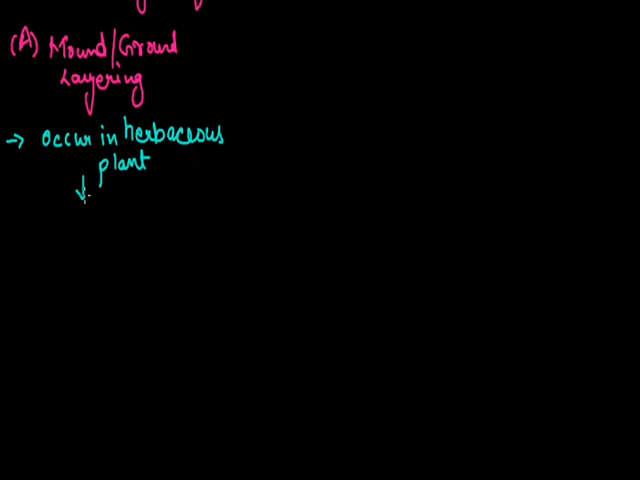 (A) Mound/Ground
Layering
→ occur in herbaceous
plant
↓